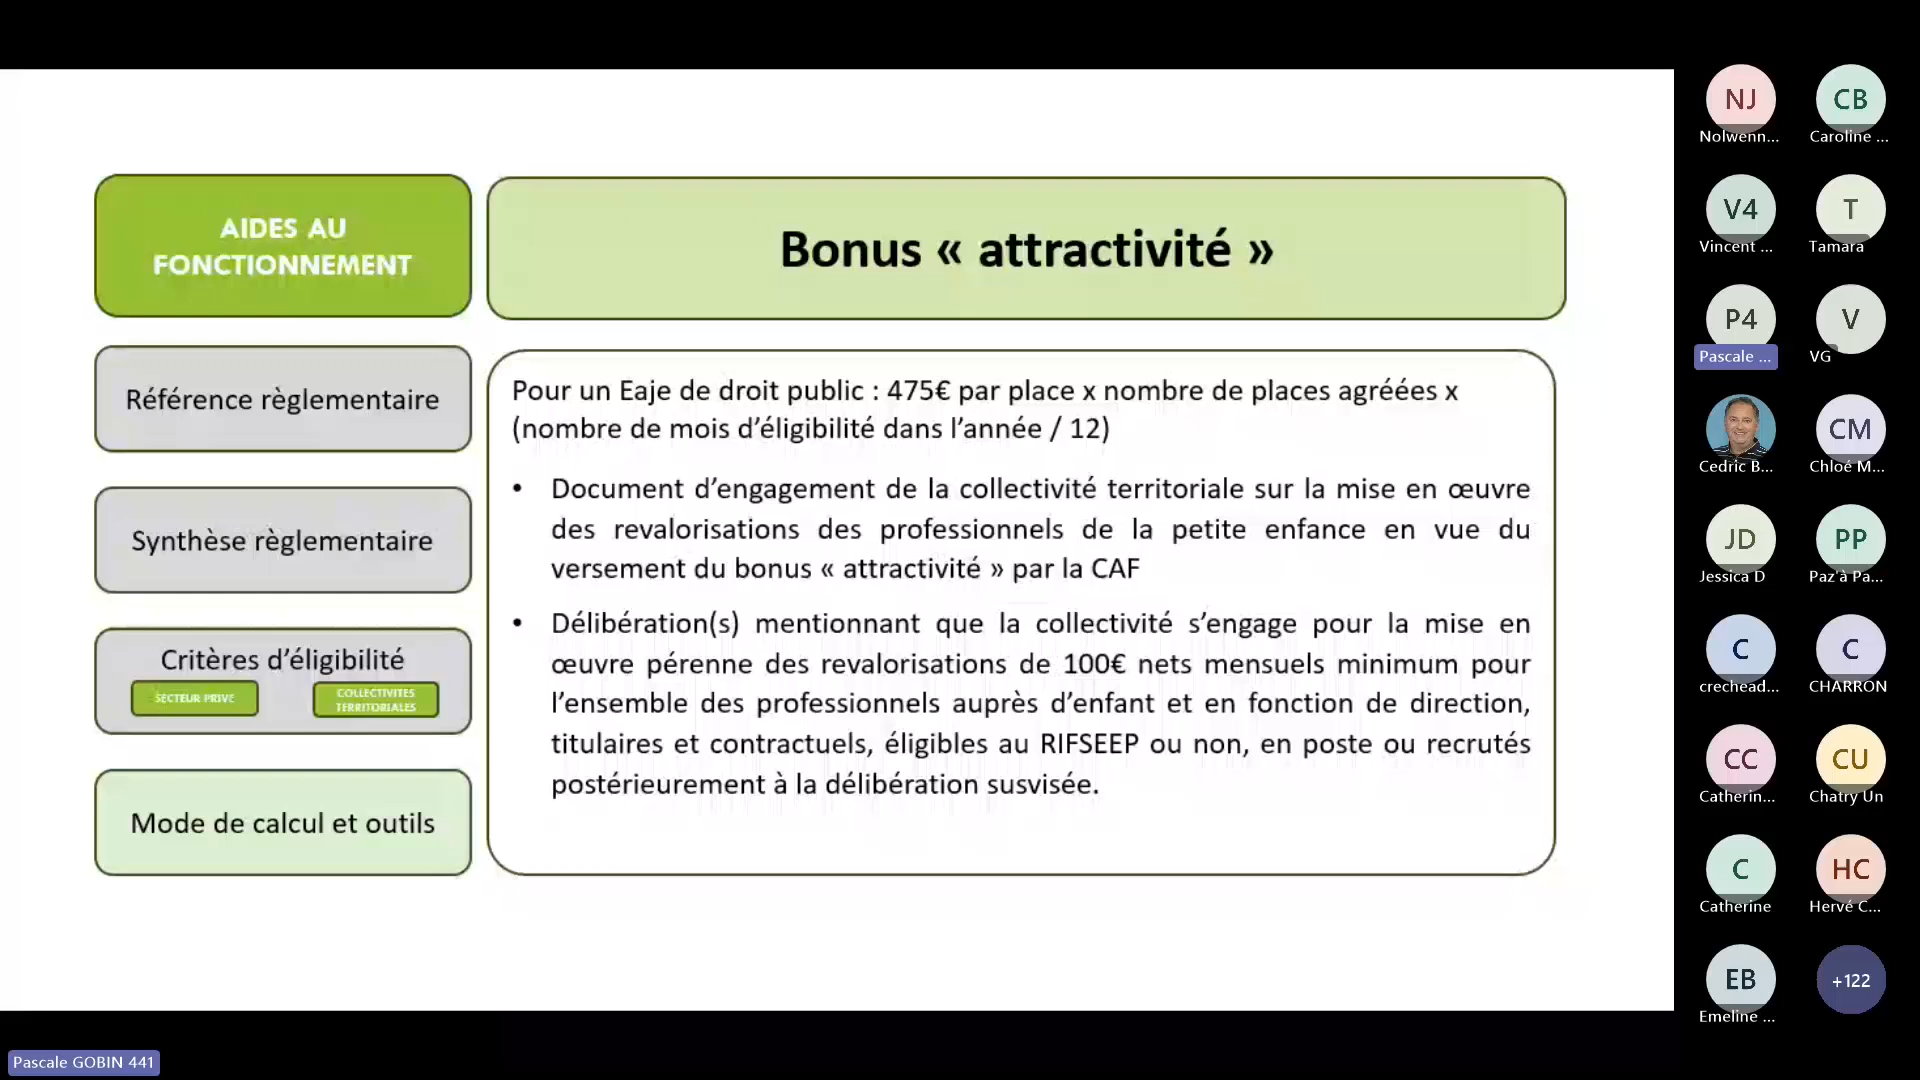 AIDES AU
FONCTIONNEMENT
Bonus « attractivité »
Référence règlementaire
Synthèse règlementaire
Critères d’éligibilité
SECTEUR PRIVE
COLLECTIVITES
TERRITORIALES
Mode de calcul et outils
Pour un Eaje de droit public : 475€ par place x nombre de places agréées x
(nombre de mois d’éligibilité dans l’année / 12)
• Document d’engagement de la collectivité territoriale sur la mise en œuvre
des revalorisations des professionnels de la petite enfance en vue du
versement du bonus « attractivité » par la CAF
• Délibération(s) mentionnant que la collectivité s’engage pour la mise en
œuvre pérenne des revalorisations de 100€ nets mensuels minimum pour
l’ensemble des professionnels auprès d’enfant et en fonction de direction,
titulaires et contractuels, éligibles au RIFSEEP ou non, en poste ou recrutés
postérieurement à la délibération susvisée.
NJ
Nolwenn...
CB
Caroline ...
V4
Vincent ...
T
Tamara
P4
Pascale ...
V
VG
Cedric B...
CM
Chloé M...
JD
Jessica D
PP
Paz'à Pa...
C
crechead...
C
CHARRON
CC
Catherin...
CU
Chatry Un
C
Catherine
HC
Hervé C...
EB
Emeline ...
+122
Pascale GOBIN 441